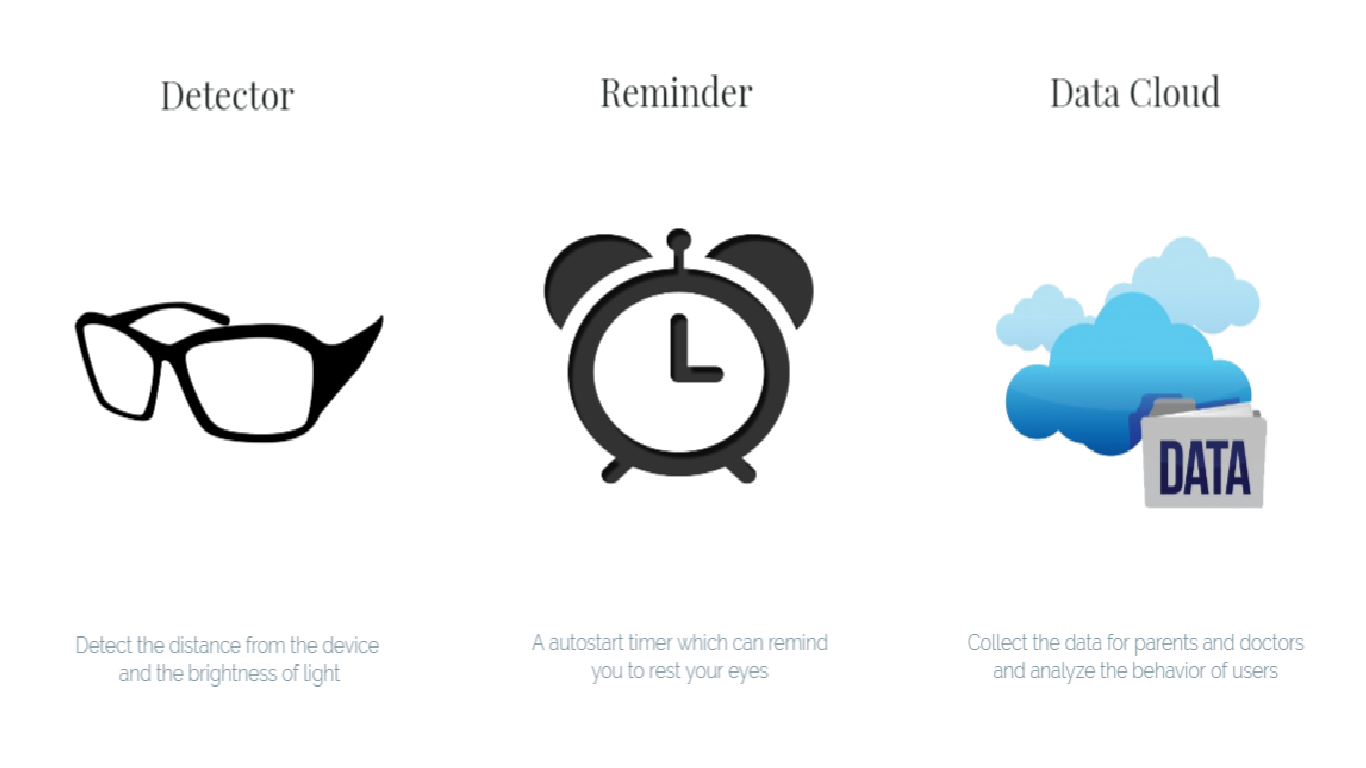 Detector
Reminder
Data Cloud
DATA
Detect the distance from the device
and the brightness of light
A autostart timer which can remind
you to rest your eyes
Collect the data for parents and doctors
and analyze the behavior of users